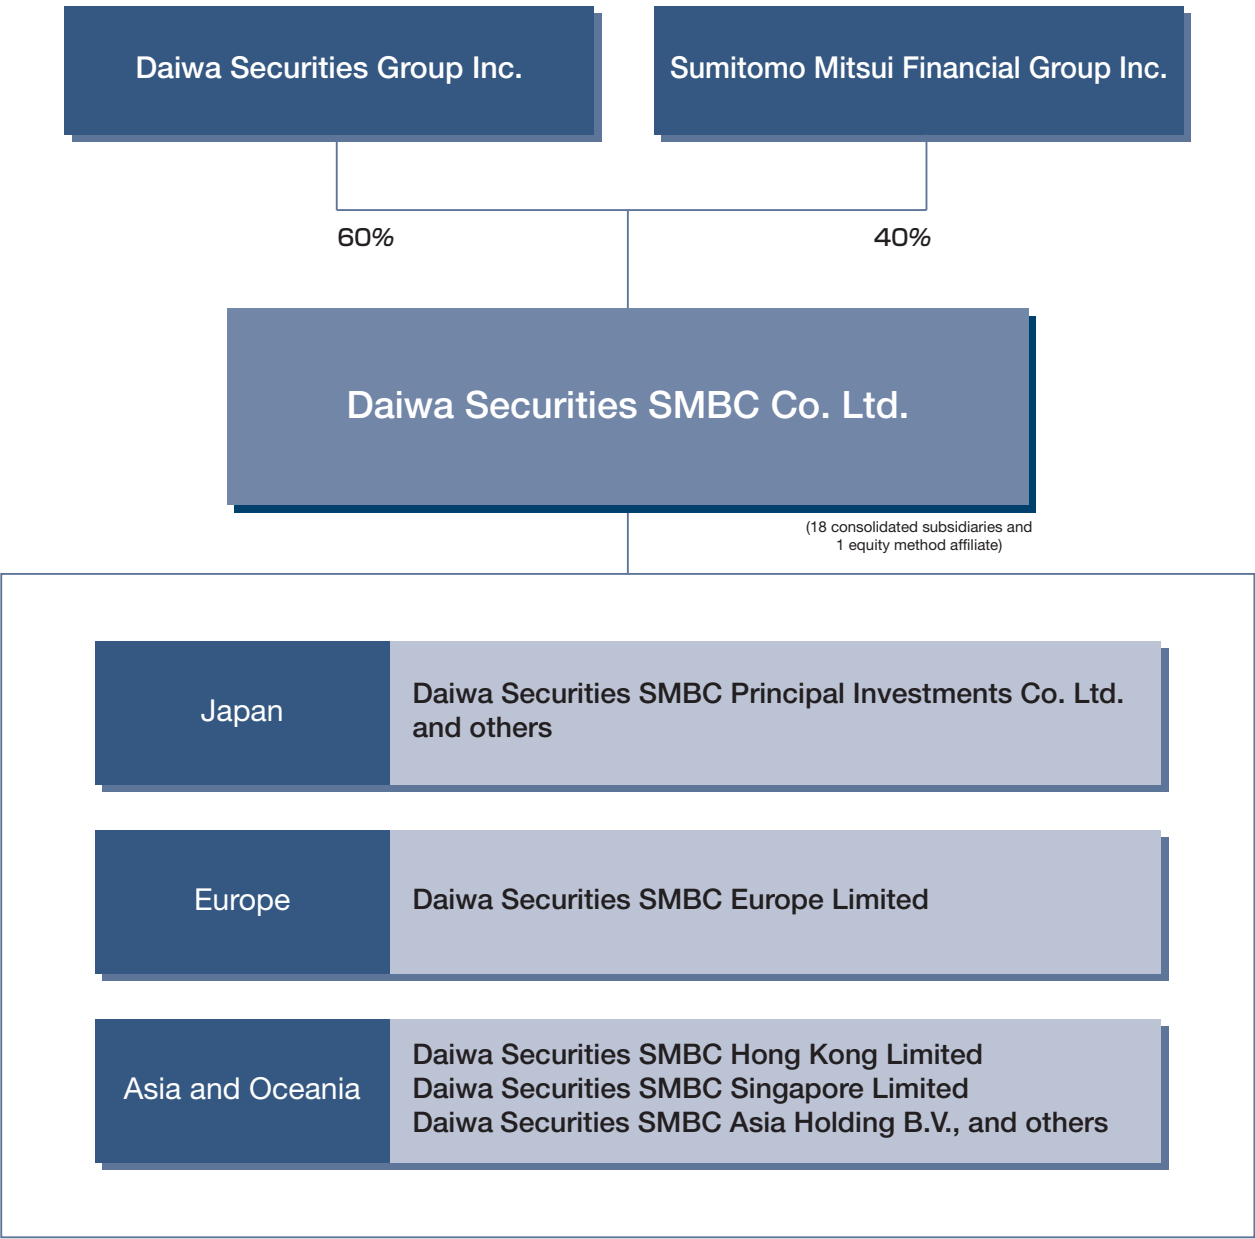 Daiwa Securities Group Inc.
Sumitomo Mitsui Financial Group Inc.
60%
40%
Daiwa Securities SMBC Co. Ltd.
(18 consolidated subsidiaries and
1 equity method affiliate)
Japan
Daiwa Securities SMBC Principal Investments Co. Ltd.
and others
Europe
Daiwa Securities SMBC Europe Limited
Asia and Oceania
Daiwa Securities SMBC Hong Kong Limited
Daiwa Securities SMBC Singapore Limited
Daiwa Securities SMBC Asia Holding B.V., and others